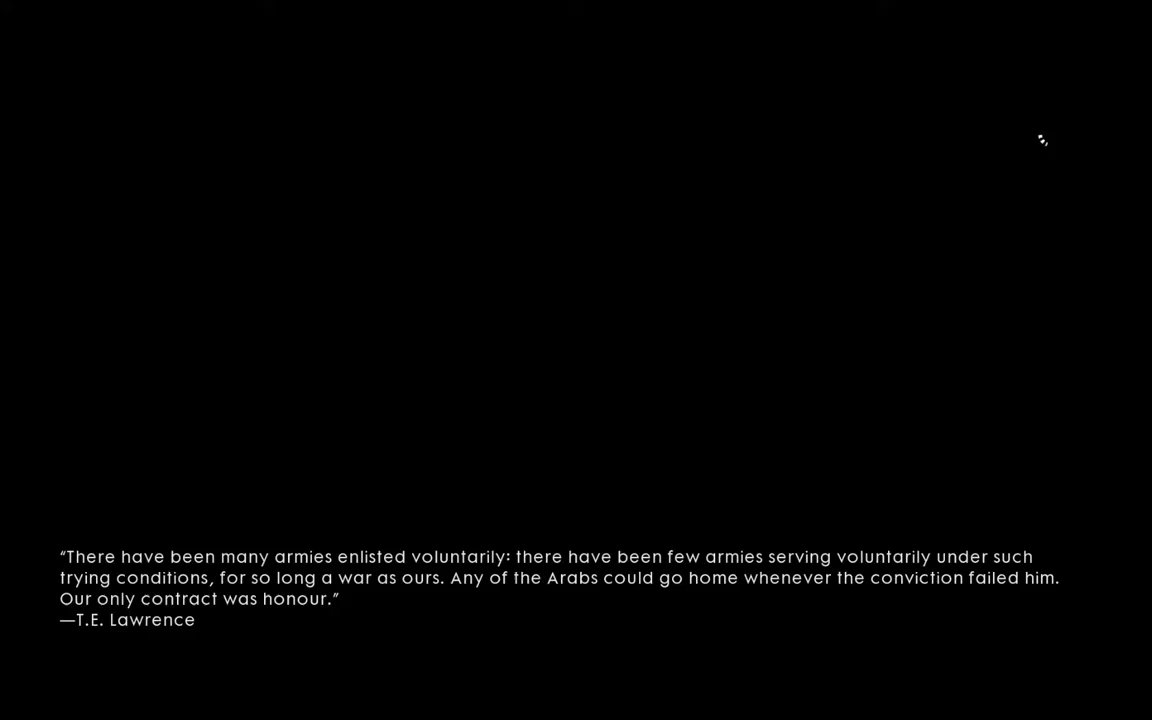 “There have been many armies enlisted voluntarily: there have been few armies serving voluntarily under such
trying conditions, for so long a war as ours. Any of the Arabs could go home whenever the conviction failed him.
Our only contract was honour.”
—T.E. Lawrence